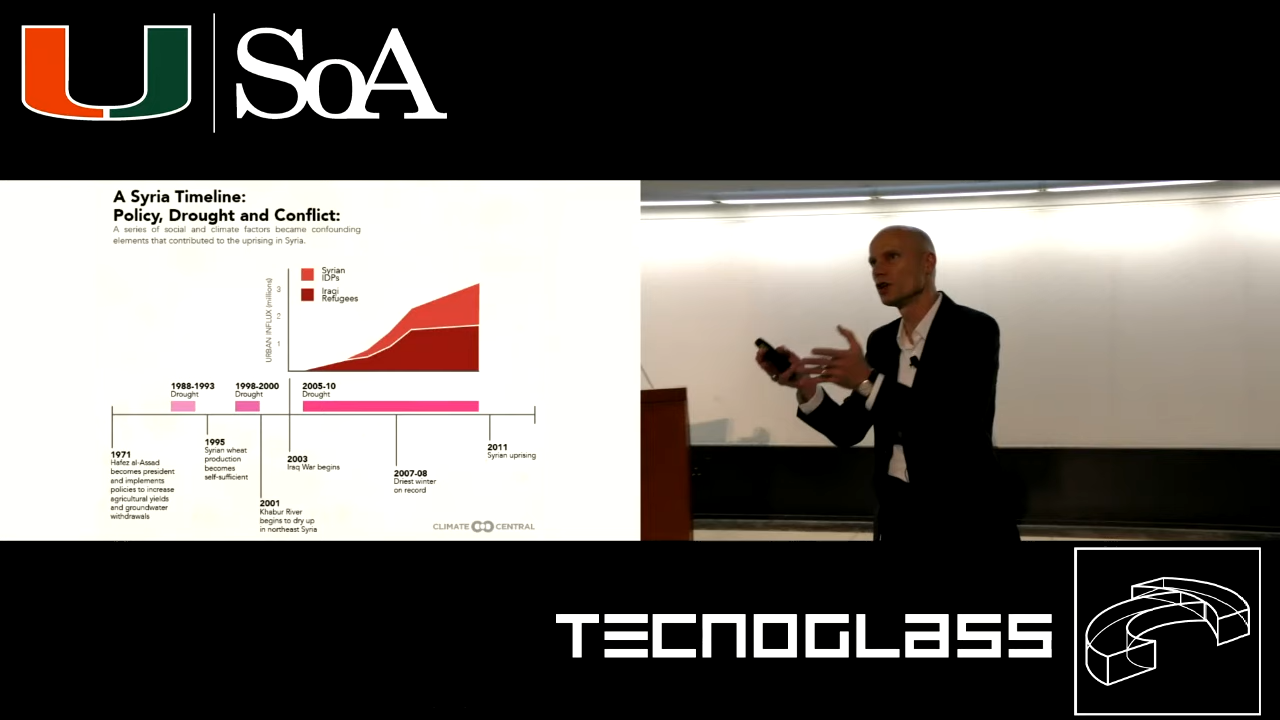 U SoA
A Syria Timeline:
Policy, Drought and Conflict:
A series of social and climate factors became confounding
elements that contributed to the uprising in Syria.
Syrian
IDPs
Iraqi
Refugees
URBAN INFLUX (millions)
3
2
1
1988-1993
Drought
1998-2000
Drought
2005-10
Drought
1971
Hafez al-Assad
becomes president
and implements
policies to increase
agricultural yields
and groundwater
withdrawals
1995
Syrian wheat
production
becomes
self-sufficient
2001
Khabur River
begins to dry up
in northeast Syria
2003
Iraq War begins
2007-08
Driest winter
on record
2011
Syrian uprising
CLIMATE CENTRAL
TECNOGLASS